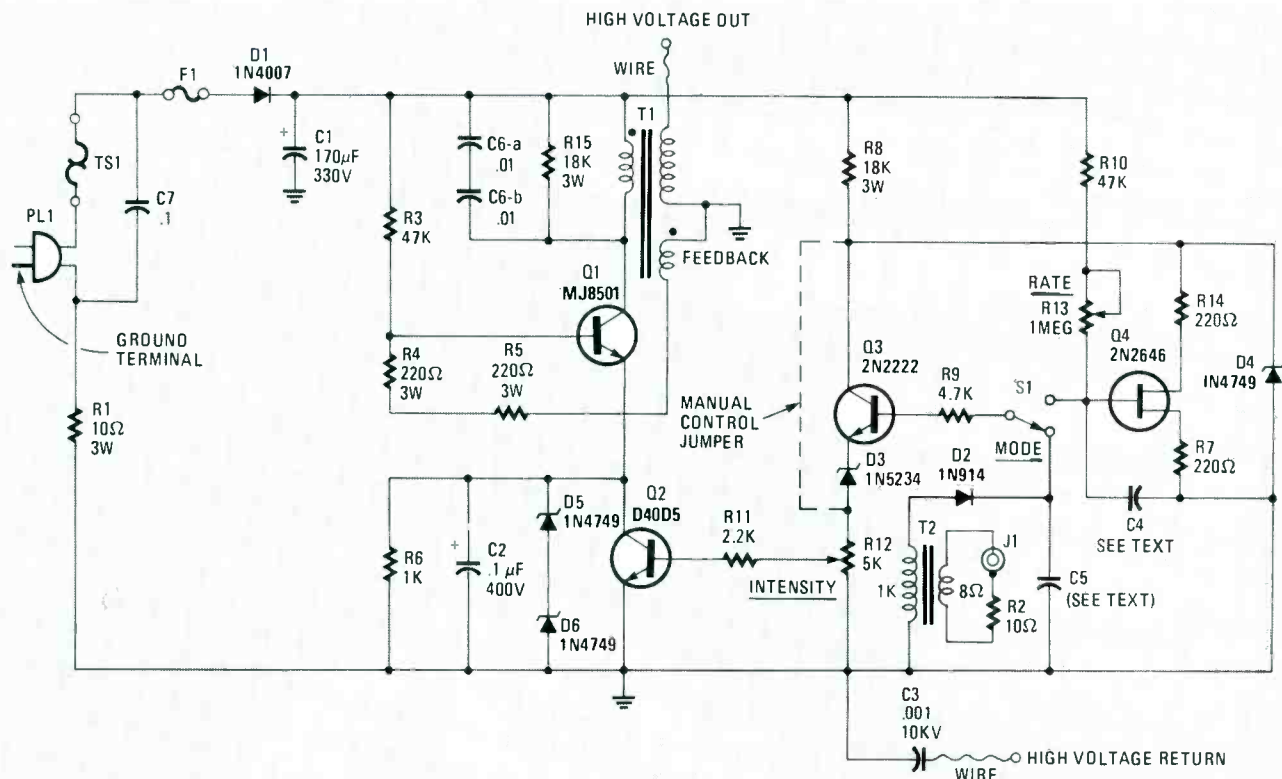 HIGH VOLTAGE OUT
WIRE
F1
D1
1N4007
T1
TS1
C7
.1
PL1
GROUND
TERMINAL
R1
10Ω
3W
+
C1
170µF
330V
R3
47K
C6-a
.01
C6-b
.01
R15
18K
3W
FEEDBACK
Q1
MJ8501
R4
220Ω
3W
R5
220Ω
3W
R8
18K
3W
R10
47K
RATE
R13
1MEG
R14
220Ω
Q4
2N2646
D4
1N4749
MANUAL
CONTROL
JUMPER
Q3
2N2222
R9
4.7K
S1
MODE
R7
220Ω
D3
1N5234
D2
1N914
C4
SEE TEXT
R6
1K
+
C2
.1µF
400V
D5
1N4749
D6
1N4749
Q2
D40D5
R11
2.2K
INTENSITY
R12
5K
T2
1K
8Ω
J1
R2
10Ω
C5
(SEE TEXT)
C3
.001
10KV
WIRE
HIGH VOLTAGE RETURN